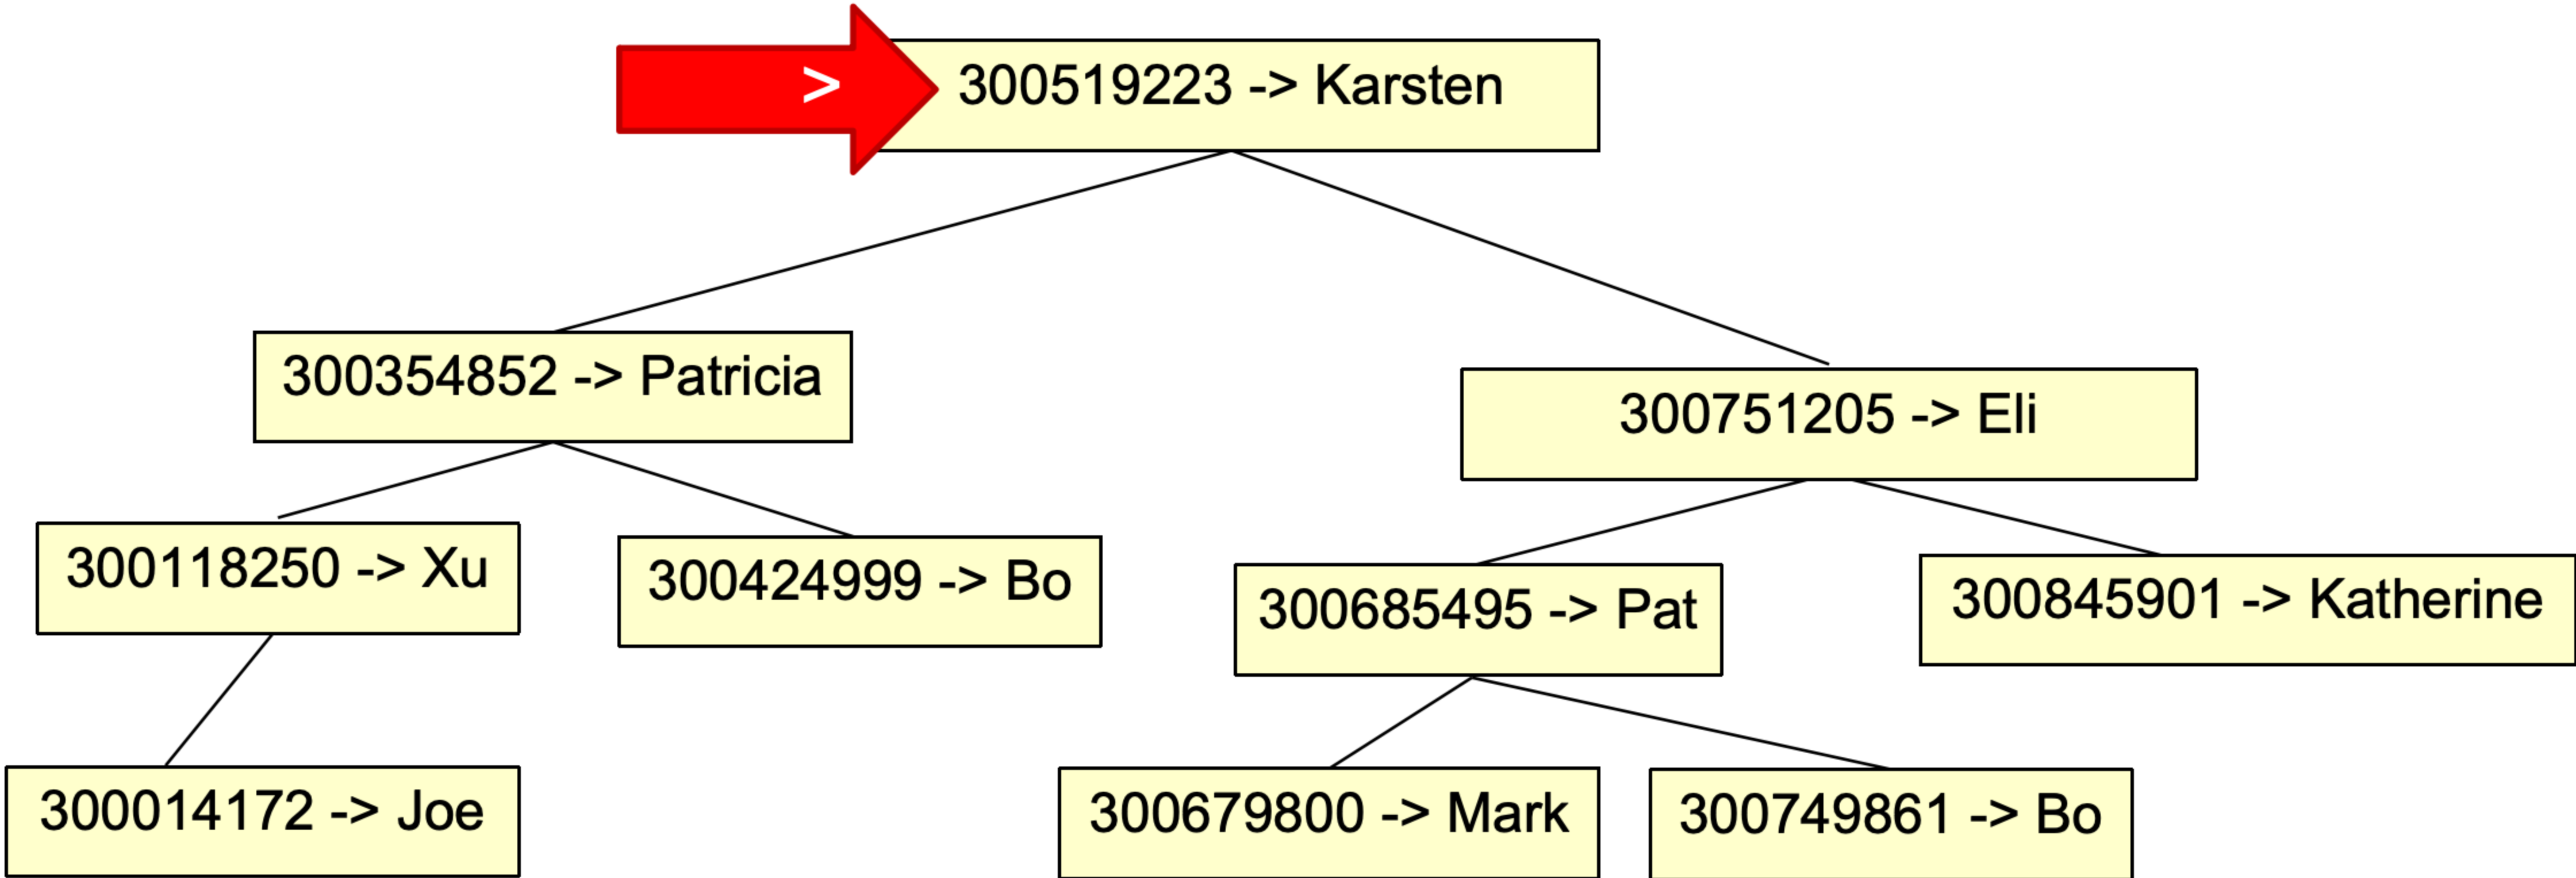 >
300519223 -> Karsten
300354852 -> Patricia
300751205 -> Eli
300118250 -> Xu
300424999 -> Bo
300685495 -> Pat
300845901 -> Katherine
300014172 -> Joe
300679800 -> Mark
300749861 -> Bo